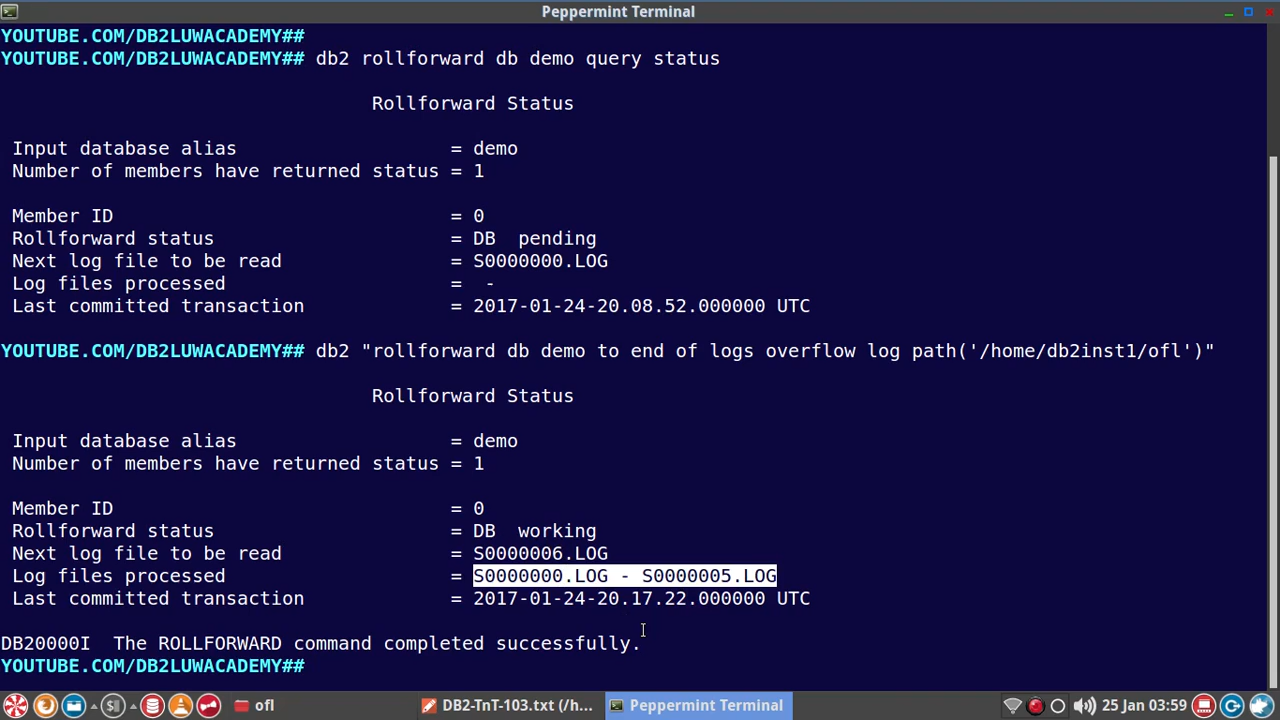 Peppermint Terminal
YOUTUBE.COM/DB2LUWACADEMY##
YOUTUBE.COM/DB2LUWACADEMY## db2 rollforward db demo query status
Rollforward Status
Input database alias = demo
Number of members have returned status = 1
Member ID = 0
Rollforward status = DB  pending
Next log file to be read = S0000000.LOG
Log files processed = -
Last committed transaction = 2017-01-24-20.08.52.000000 UTC
YOUTUBE.COM/DB2LUWACADEMY## db2 "rollforward db demo to end of logs overflow log path('/home/db2inst1/ofl')"
Rollforward Status
Input database alias = demo
Number of members have returned status = 1
Member ID = 0
Rollforward status = DB  working
Next log file to be read = S0000006.LOG
Log files processed = S0000000.LOG - S0000005.LOG
Last committed transaction = 2017-01-24-20.17.22.000000 UTC
DB20000I  The ROLLFORWARD command completed successfully.
YOUTUBE.COM/DB2LUWACADEMY##
ofl DB2-TnT-103.txt (/h... Peppermint Terminal 25 Jan 03:59